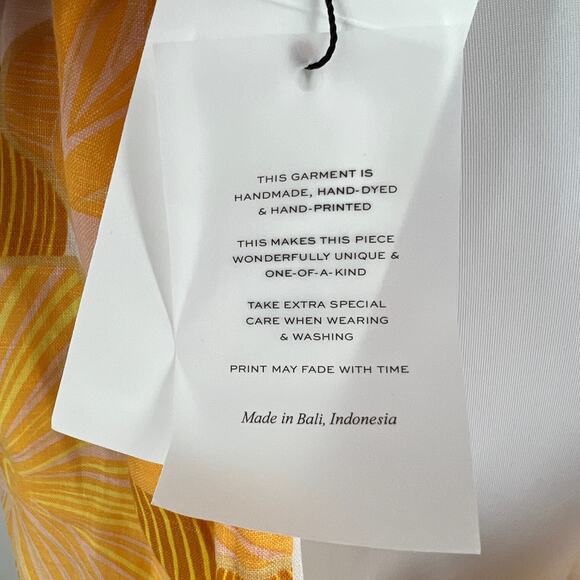 THIS GARMENT IS
HANDMADE, HAND-DYED
& HAND-PRINTED
THIS MAKES THIS PIECE
WONDERFULLY UNIQUE &
ONE-OF-A-KIND
TAKE EXTRA SPECIAL
CARE WHEN WEARING
& WASHING
PRINT MAY FADE WITH TIME
Made in Bali, Indonesia